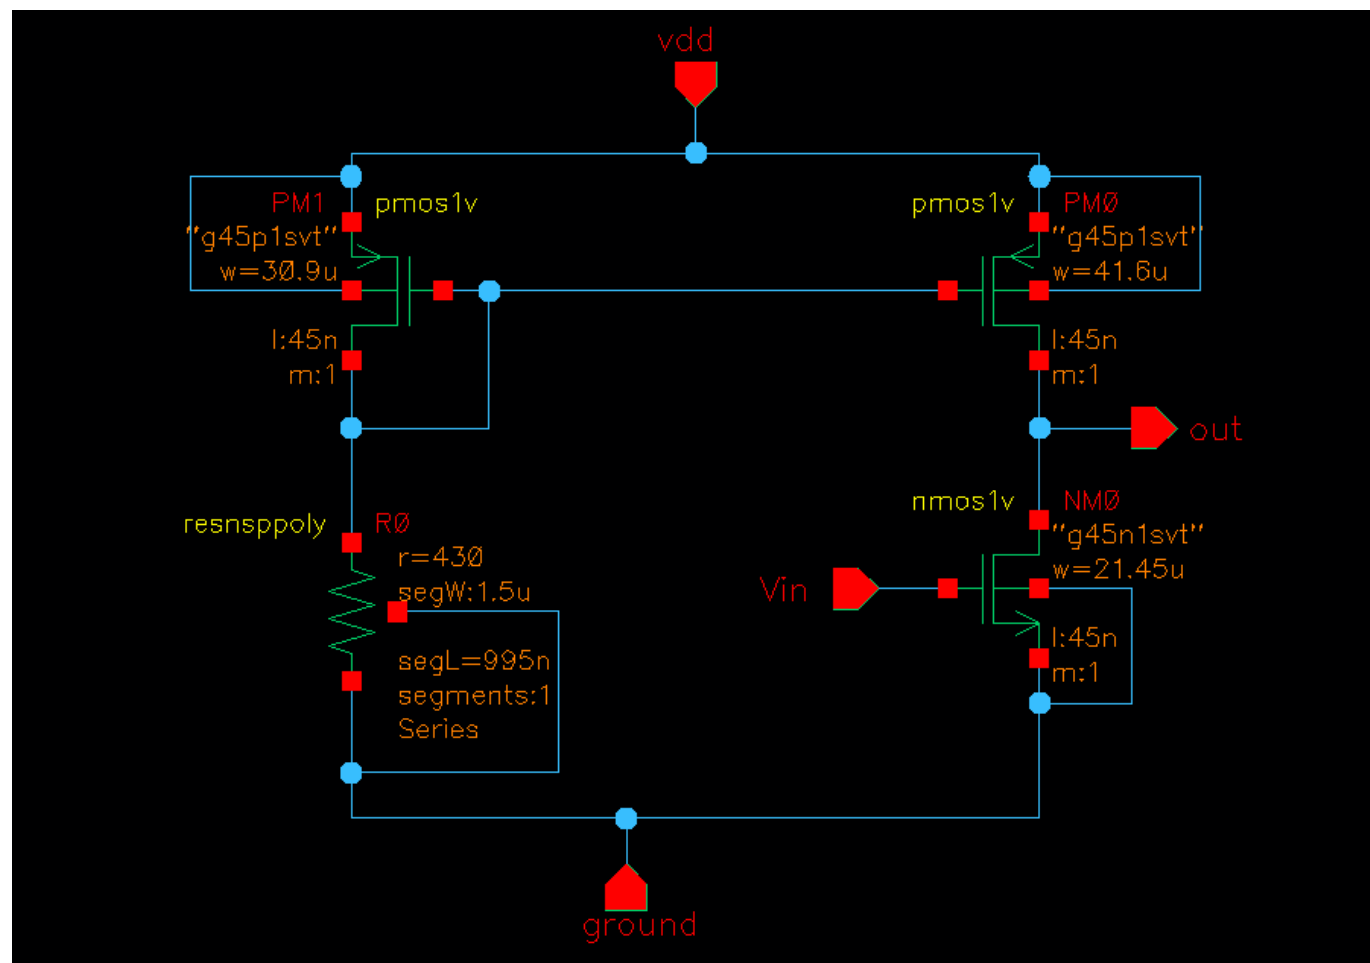 vdd
PM1
pmos1v
"g45p1svt"
w=30.9u
l:45n
m:1
pmos1v
PM0
"g45p1svt"
w=41.6u
l:45n
m:1
out
resnsppoly
R0
r=430
segW:1.5u
segL=995n
segments:1
Series
Vin
nmos1v
NM0
"g45n1svt"
w=21.45u
l:45n
m:1
ground